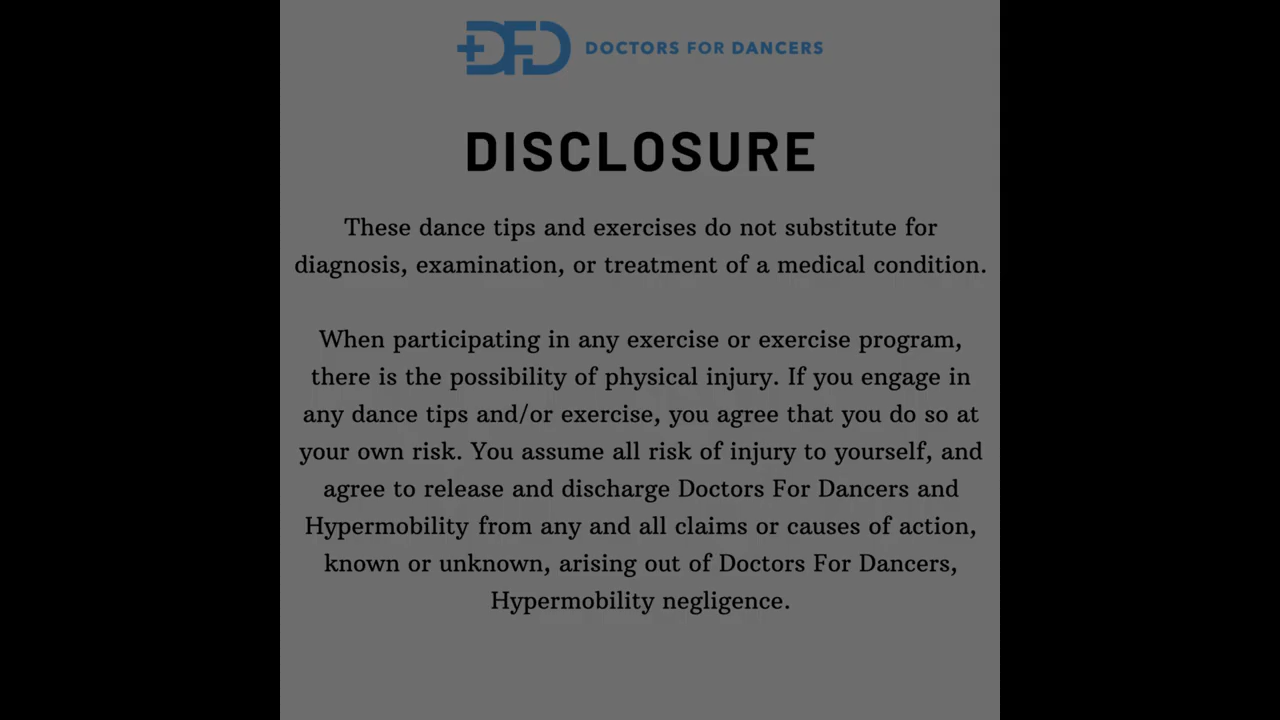 DFD DOCTORS FOR DANCERS
DISCLOSURE
These dance tips and exercises do not substitute for
diagnosis, examination, or treatment of a medical condition.
When participating in any exercise or exercise program,
there is the possibility of physical injury. If you engage in
any dance tips and/or exercise, you agree that you do so at
your own risk. You assume all risk of injury to yourself, and
agree to release and discharge Doctors For Dancers and
Hypermobility from any and all claims or causes of action,
known or unknown, arising out of Doctors For Dancers,
Hypermobility negligence.